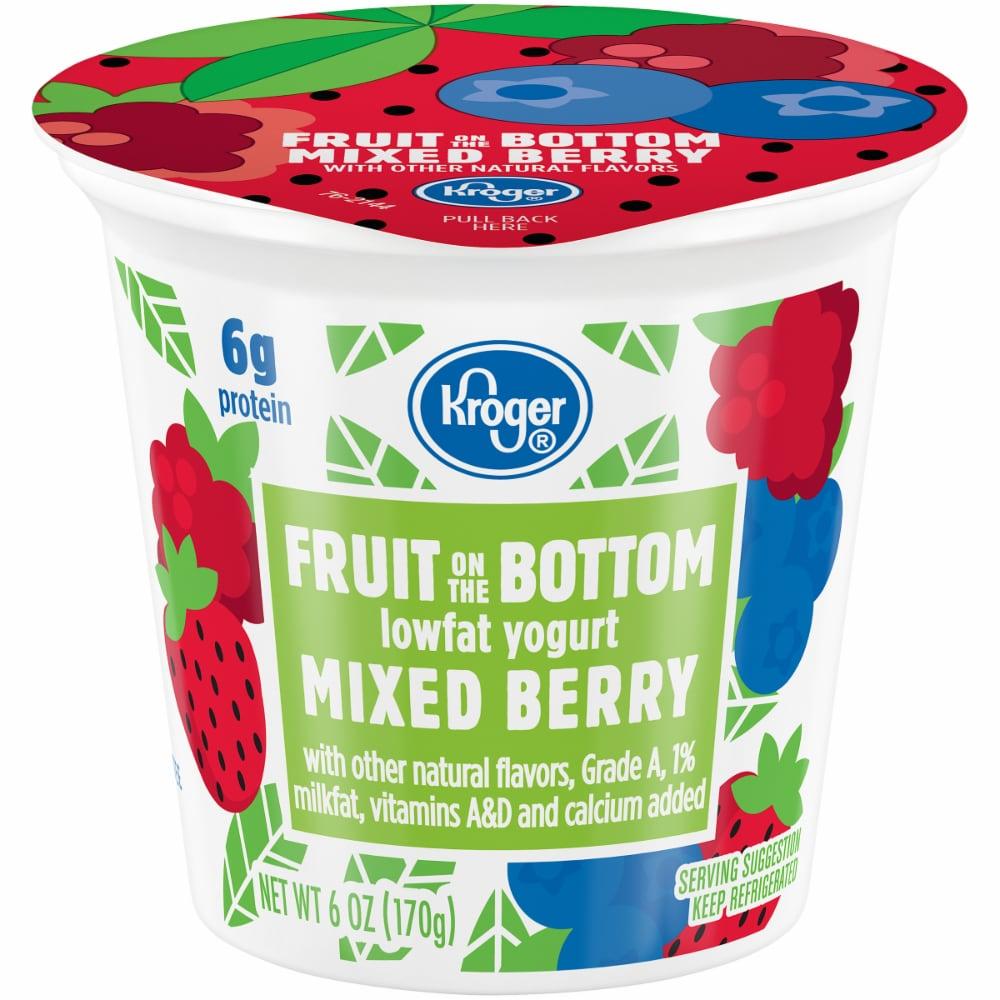 FRUIT ON THE BOTTOM
MIXED BERRY
WITH OTHER NATURAL FLAVORS
Kroger®
PULL BACK
HERE
6g
protein
Kroger®
FRUIT ON THE BOTTOM
lowfat yogurt
MIXED BERRY
with other natural flavors, Grade A, 1%
milkfat, vitamins A&D and calcium added
NET WT 6 OZ (170g)
SERVING SUGGESTION
KEEP REFRIGERATED